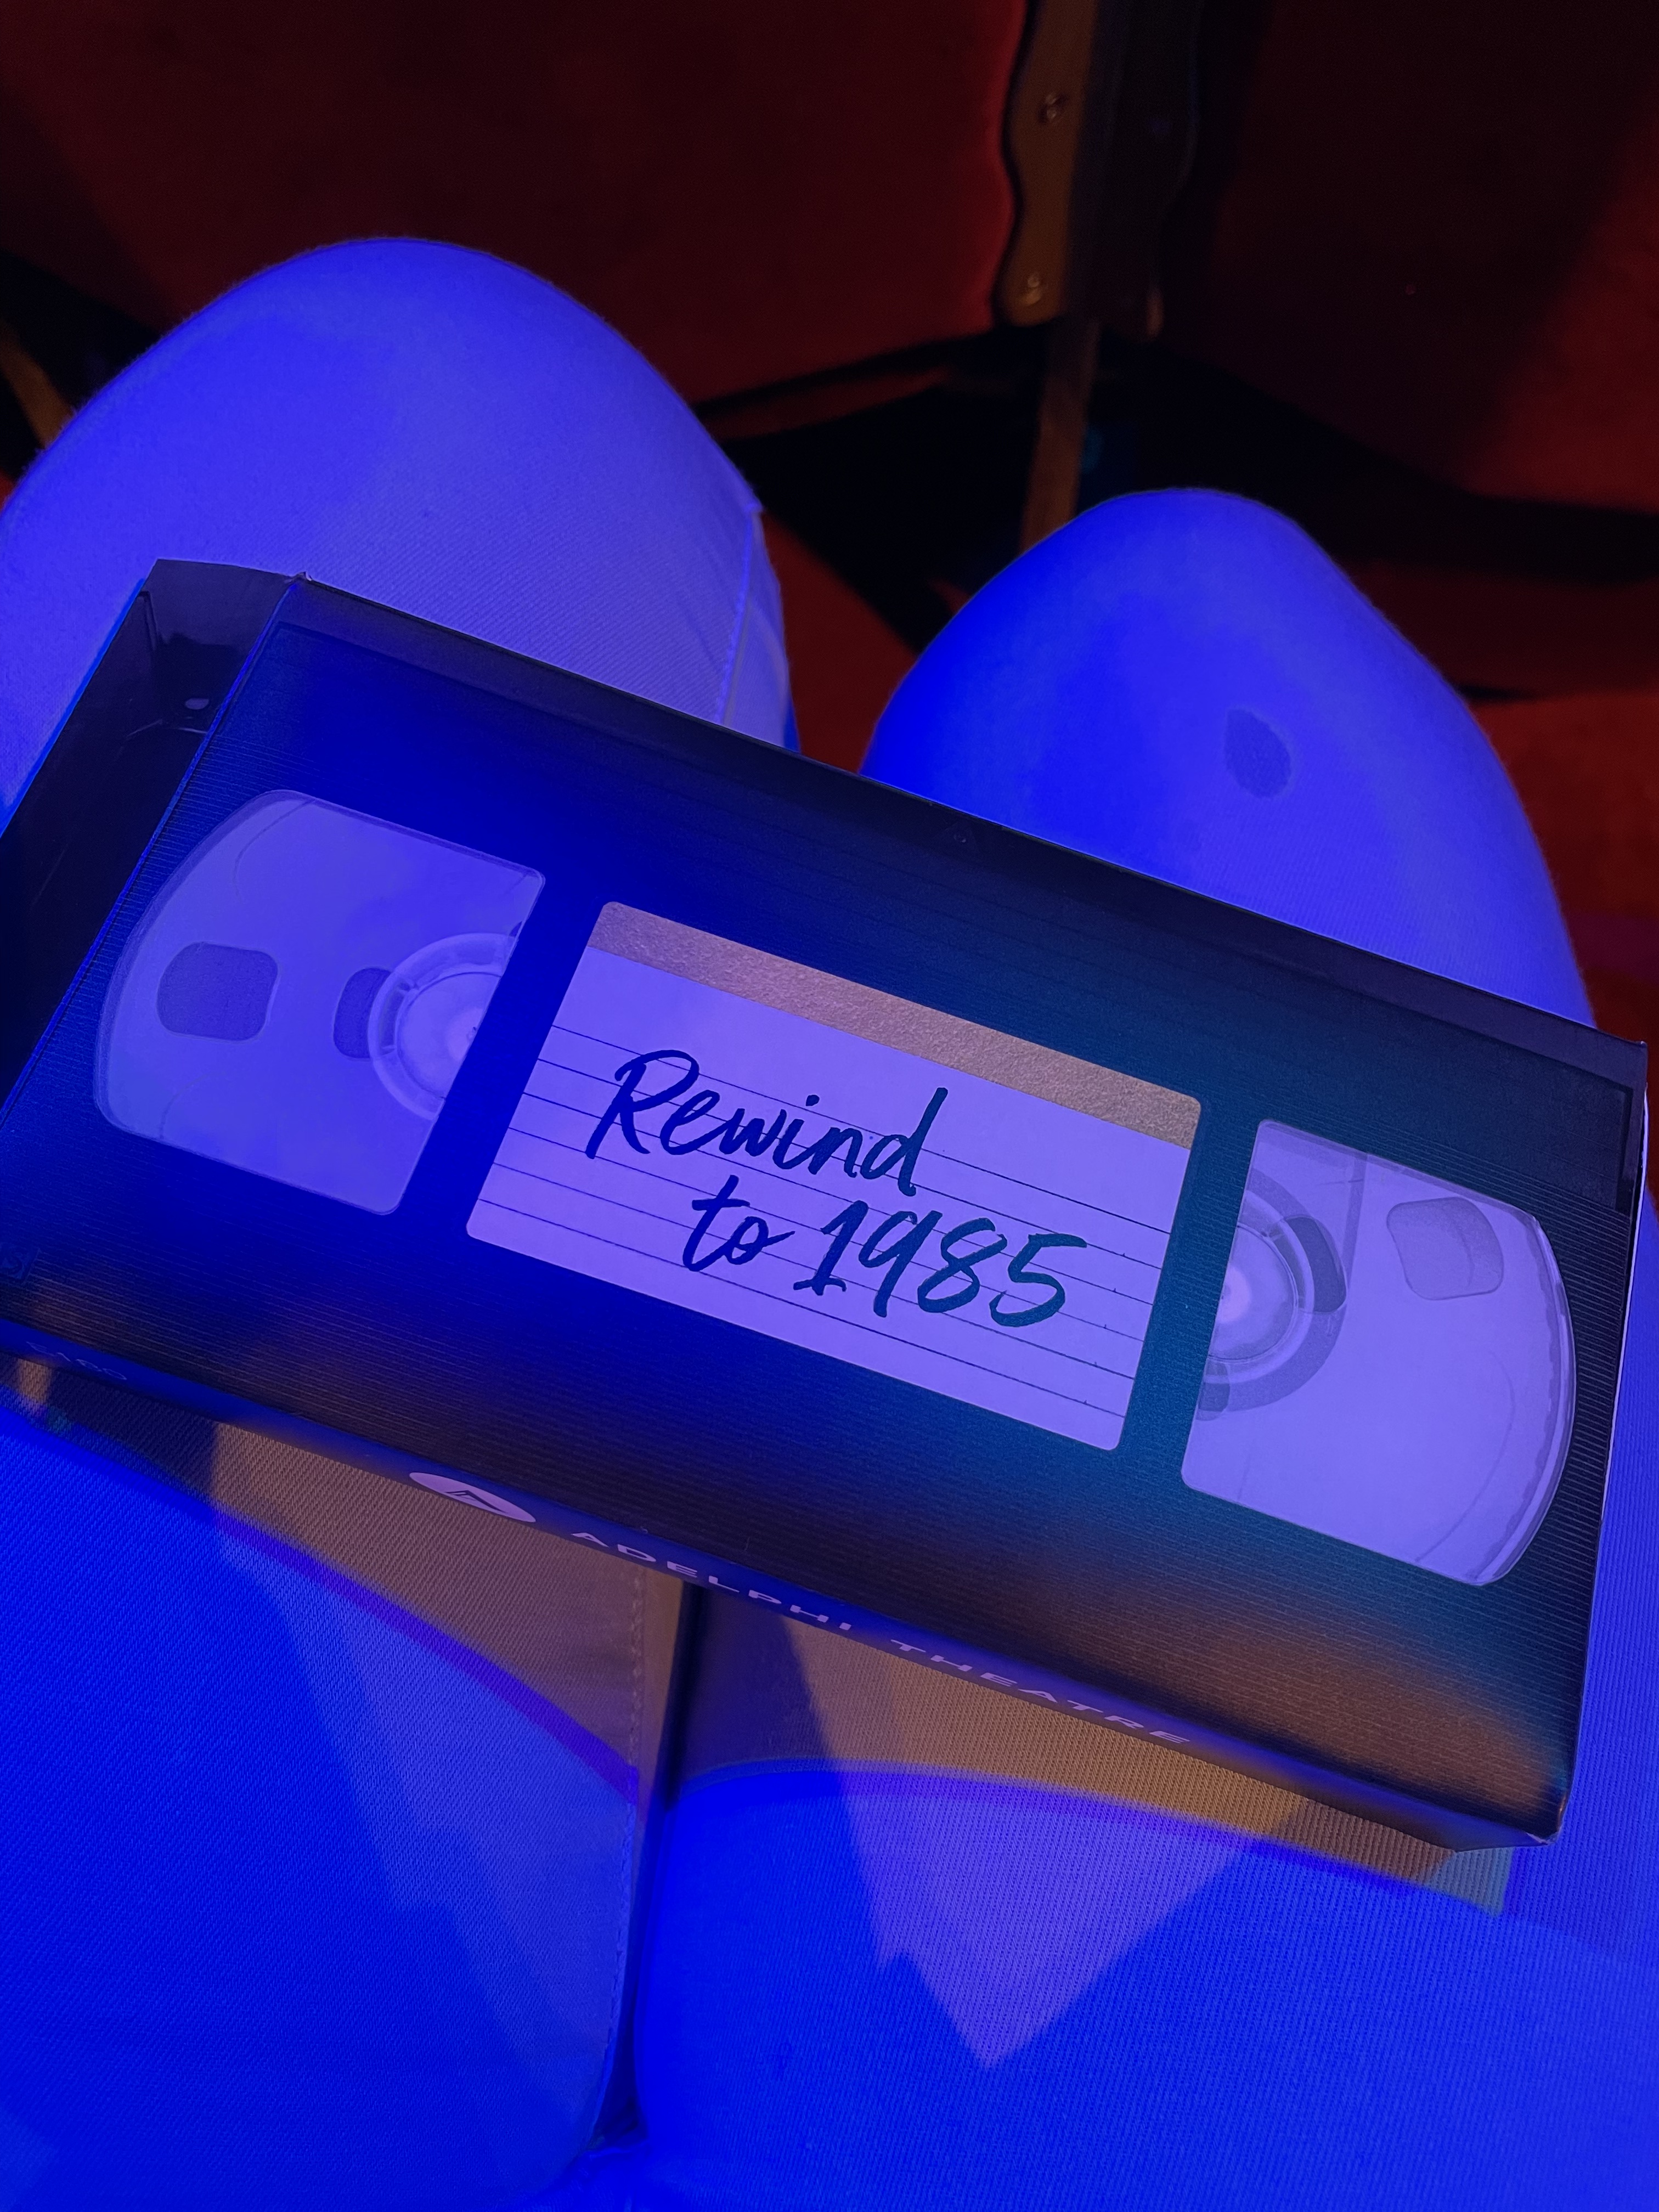 Rewind
to 1985
ADELPHI THEATRE